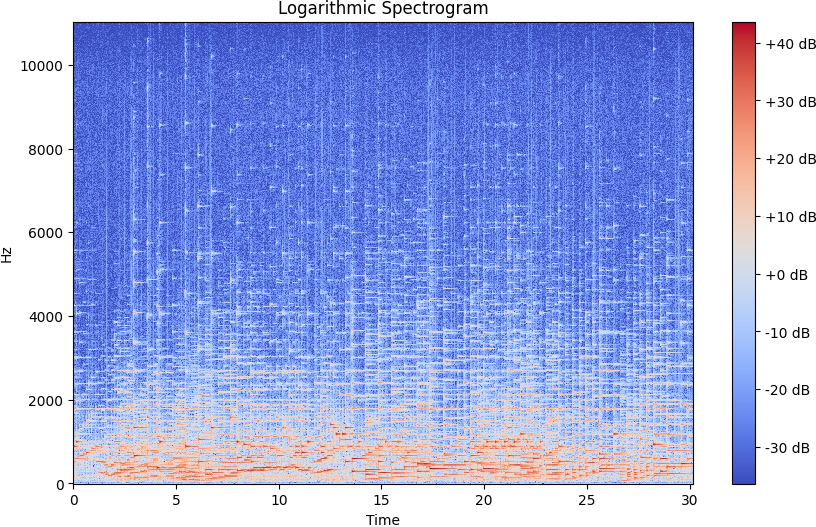 Logarithmic Spectrogram
Hz
10000
8000
6000
4000
2000
0
0 5 10 15 20 25 30
Time
+40 dB
+30 dB
+20 dB
+10 dB
+0 dB
-10 dB
-20 dB
-30 dB